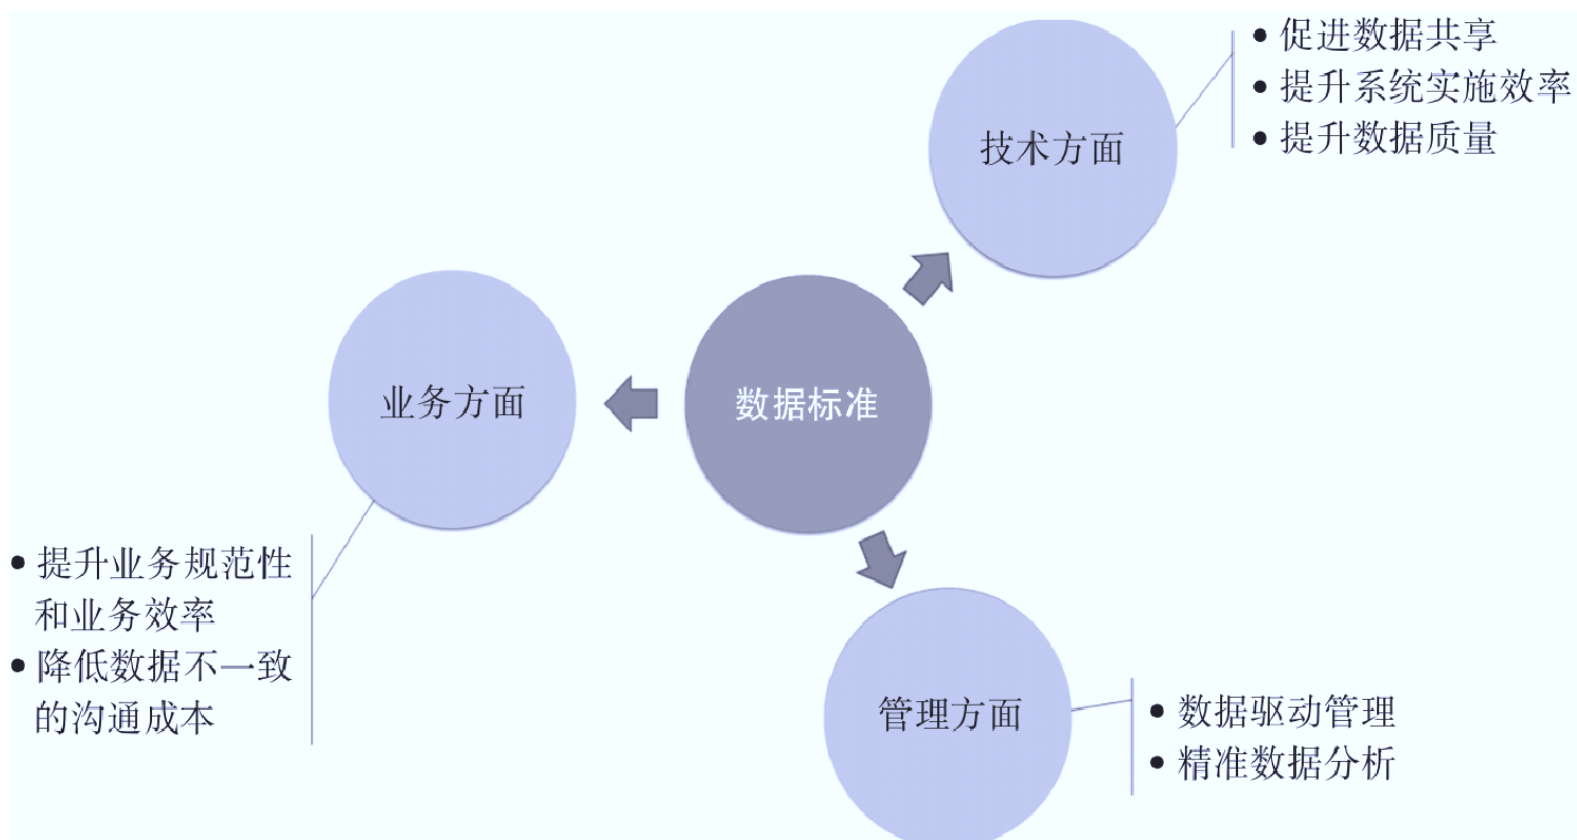 促进数据共享
提升系统实施效率
提升数据质量
技术方面
业务方面
数据标准
提升业务规范性
和业务效率
降低数据不一致
的沟通成本
管理方面
数据驱动管理
精准数据分析